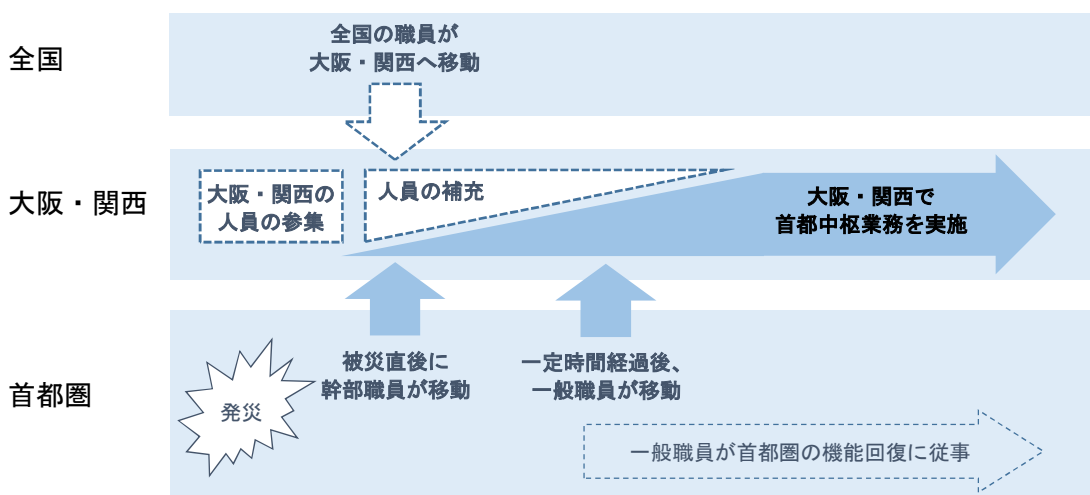 全国
全国の職員が
大阪・関西へ移動
大阪・関西
大阪・関西の
人員の参集
人員の補充
大阪・関西で
首都中枢業務を実施
首都圏
発災
被災直後に
幹部職員が移動
一定時間経過後、
一般職員が移動
一般職員が首都圏の機能回復に従事